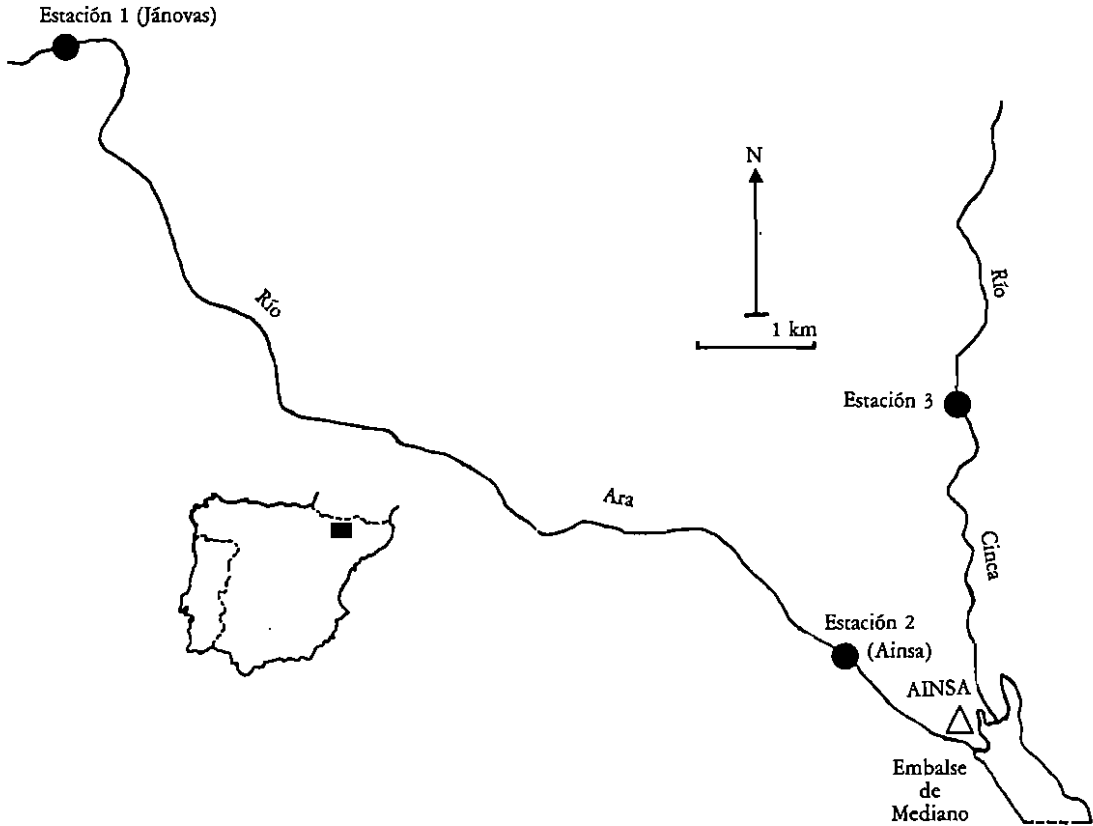 Estación 1 (Jánovas)
N
Río
Río
1 km
Estación 3
Ara
Cinca
Estación 2
(Ainsa)
AINSA
Embalse
de
Mediano